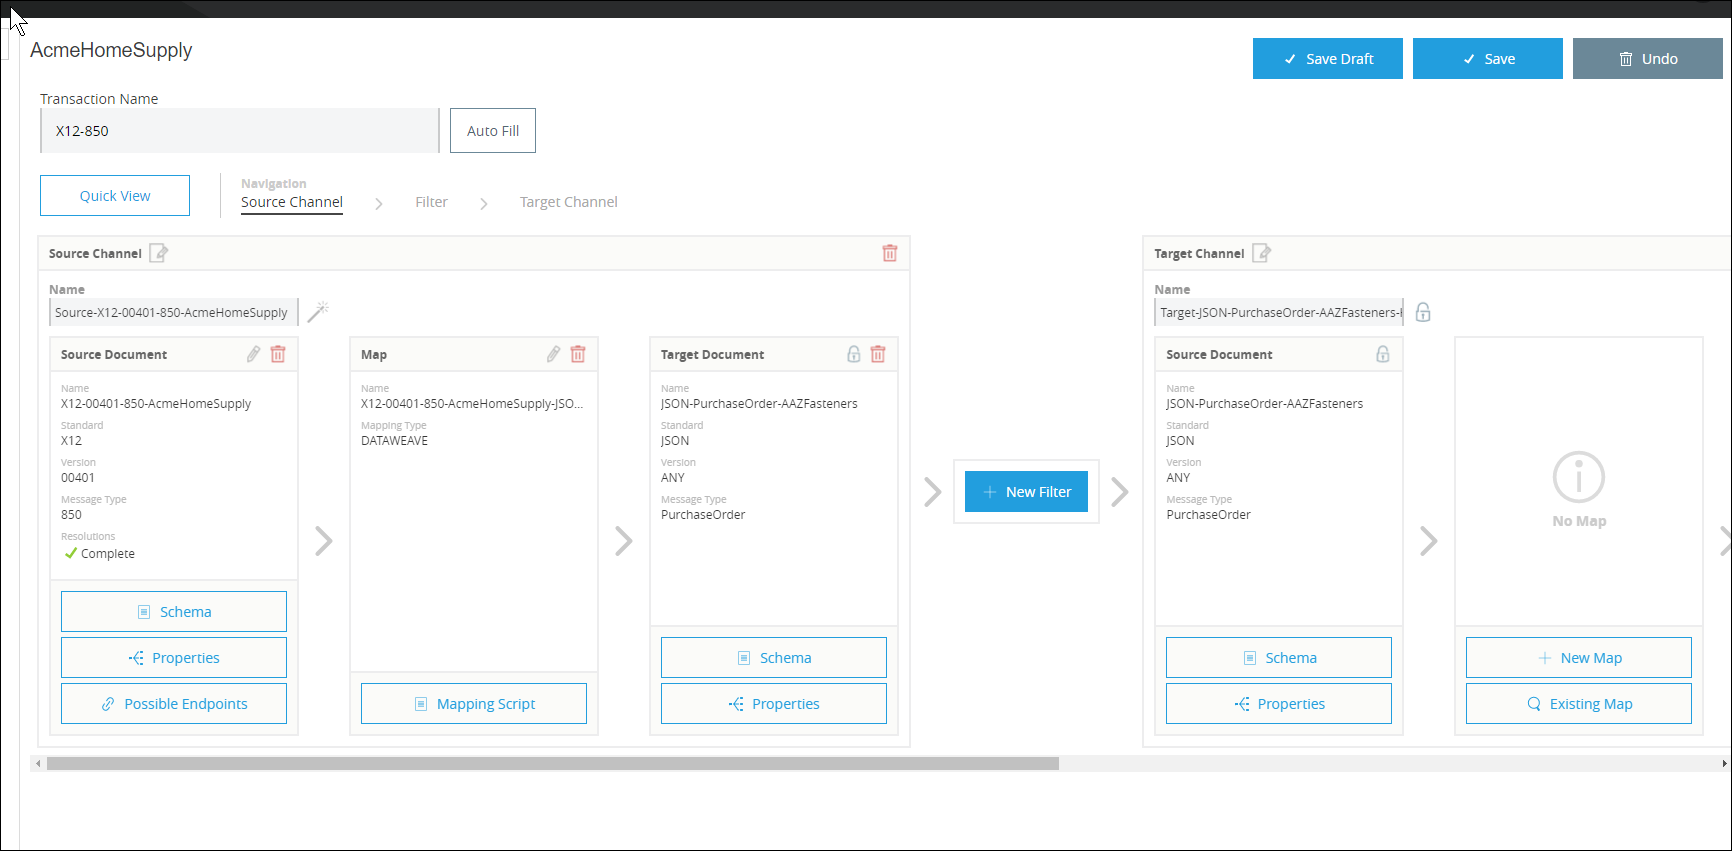 AcmeHomeSupply
Save Draft
Save
Undo
Transaction Name
X12-850
Auto Fill
Quick View
Navigation
Source Channel
Filter
Target Channel
Source Channel
Name
Source-X12-00401-850-AcmeHomeSupply
Source Document
Name
X12-00401-850-AcmeHomeSupply
Standard
X12
Version
00401
Message Type
850
Resolutions
Complete
Schema
Properties
Possible Endpoints
Map
Name
X12-00401-850-AcmeHomeSupply-JSO...
Mapping Type
DATAWEAVE
Mapping Script
Target Document
Name
JSON-PurchaseOrder-AAZFasteners
Standard
JSON
Version
ANY
Message Type
PurchaseOrder
Schema
Properties
New Filter
Target Channel
Name
Target-JSON-PurchaseOrder-AAZFasteners-
Source Document
Name
JSON-PurchaseOrder-AAZFasteners
Standard
JSON
Version
ANY
Message Type
PurchaseOrder
Schema
Properties
No Map
New Map
Existing Map